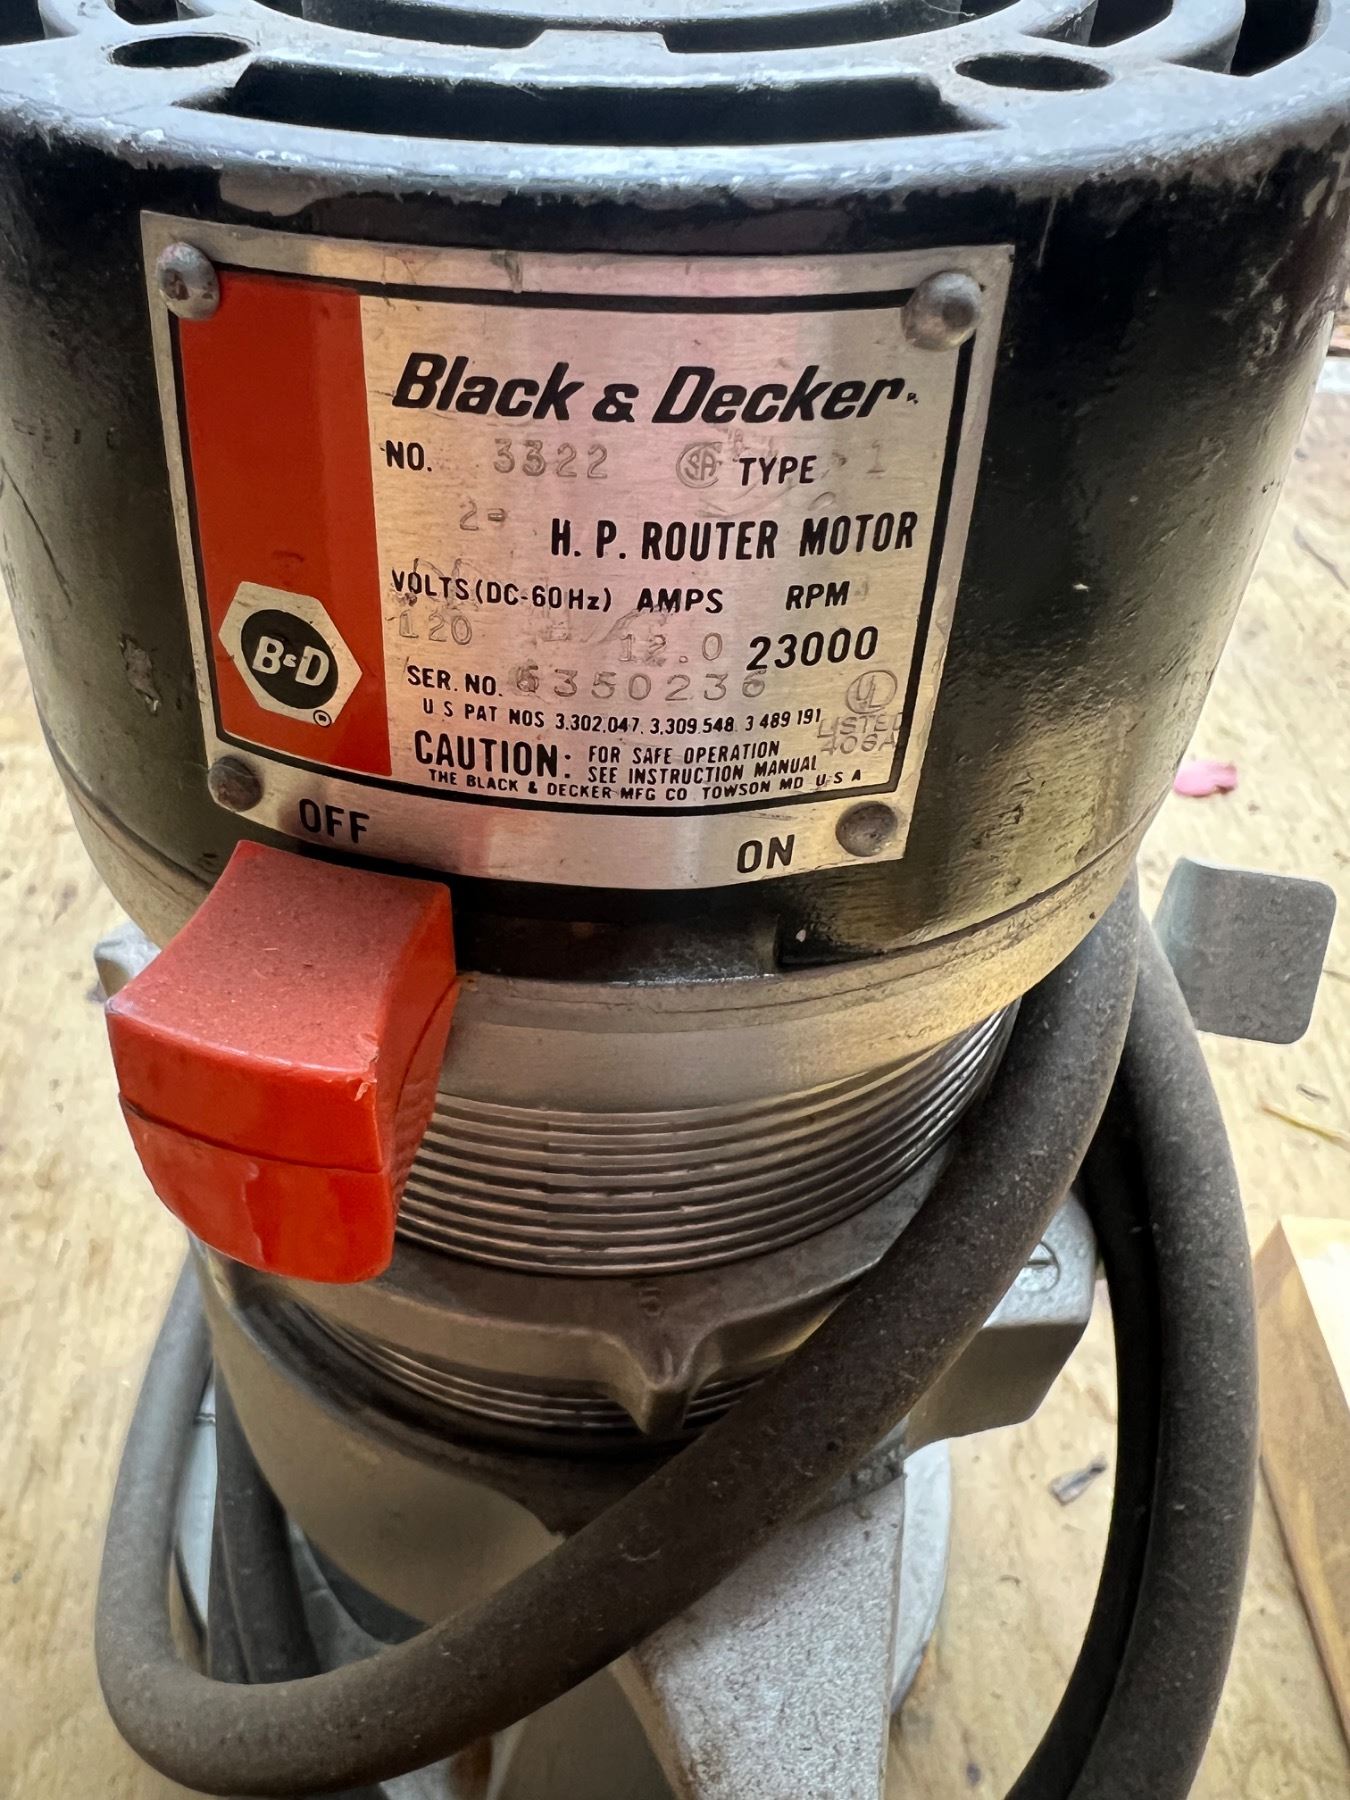 Black & Decker
NO. 3322 SA TYPE 1
2- H. P. ROUTER MOTOR
VOLTS (DC-60Hz) AMPS RPM
120 12.0 23000
SER. NO. 6350236
U S PAT NOS 3,302,047, 3,309,548 3 489 191
UL
LISTED
406A
CAUTION: FOR SAFE OPERATION
SEE INSTRUCTION MANUAL
THE BLACK & DECKER MFG CO TOWSON MD U S A
B&D ®
OFF ON